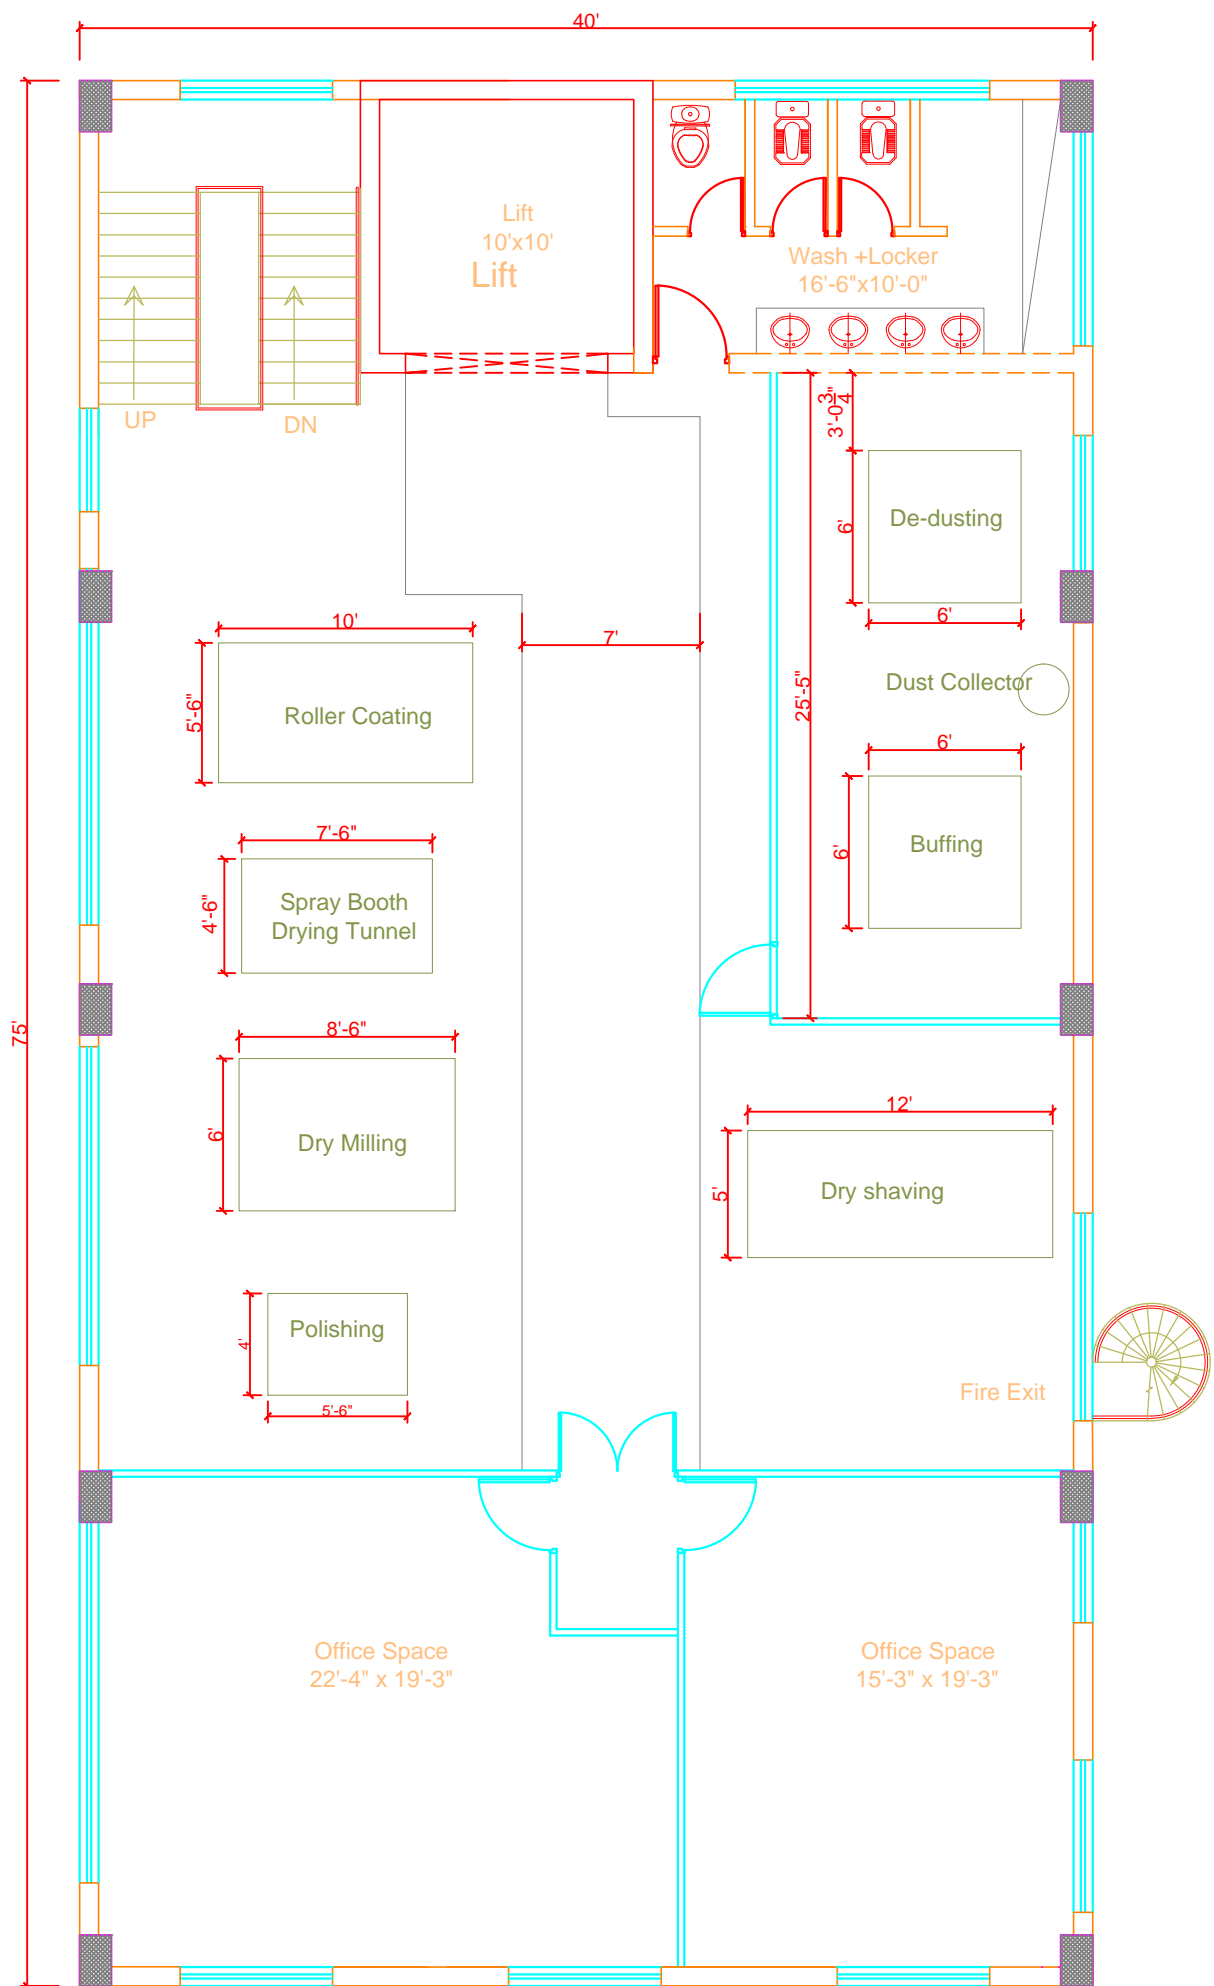 40'
Lift
10'x10'
Lift
Wash +Locker
16'-6"x10'-0"
UP
DN
3'-0 3/4"
6'
De-dusting
6'
10'
7'
5'-6"
Roller Coating
25'-5"
Dust Collector
6'
6'
Buffing
7'-6"
4'-6"
Spray Booth
Drying Tunnel
75'
8'-6"
6'
Dry Milling
12'
5'
Dry shaving
4'
Polishing
5'-6"
Fire Exit
Office Space
22'-4" x 19'-3"
Office Space
15'-3" x 19'-3"